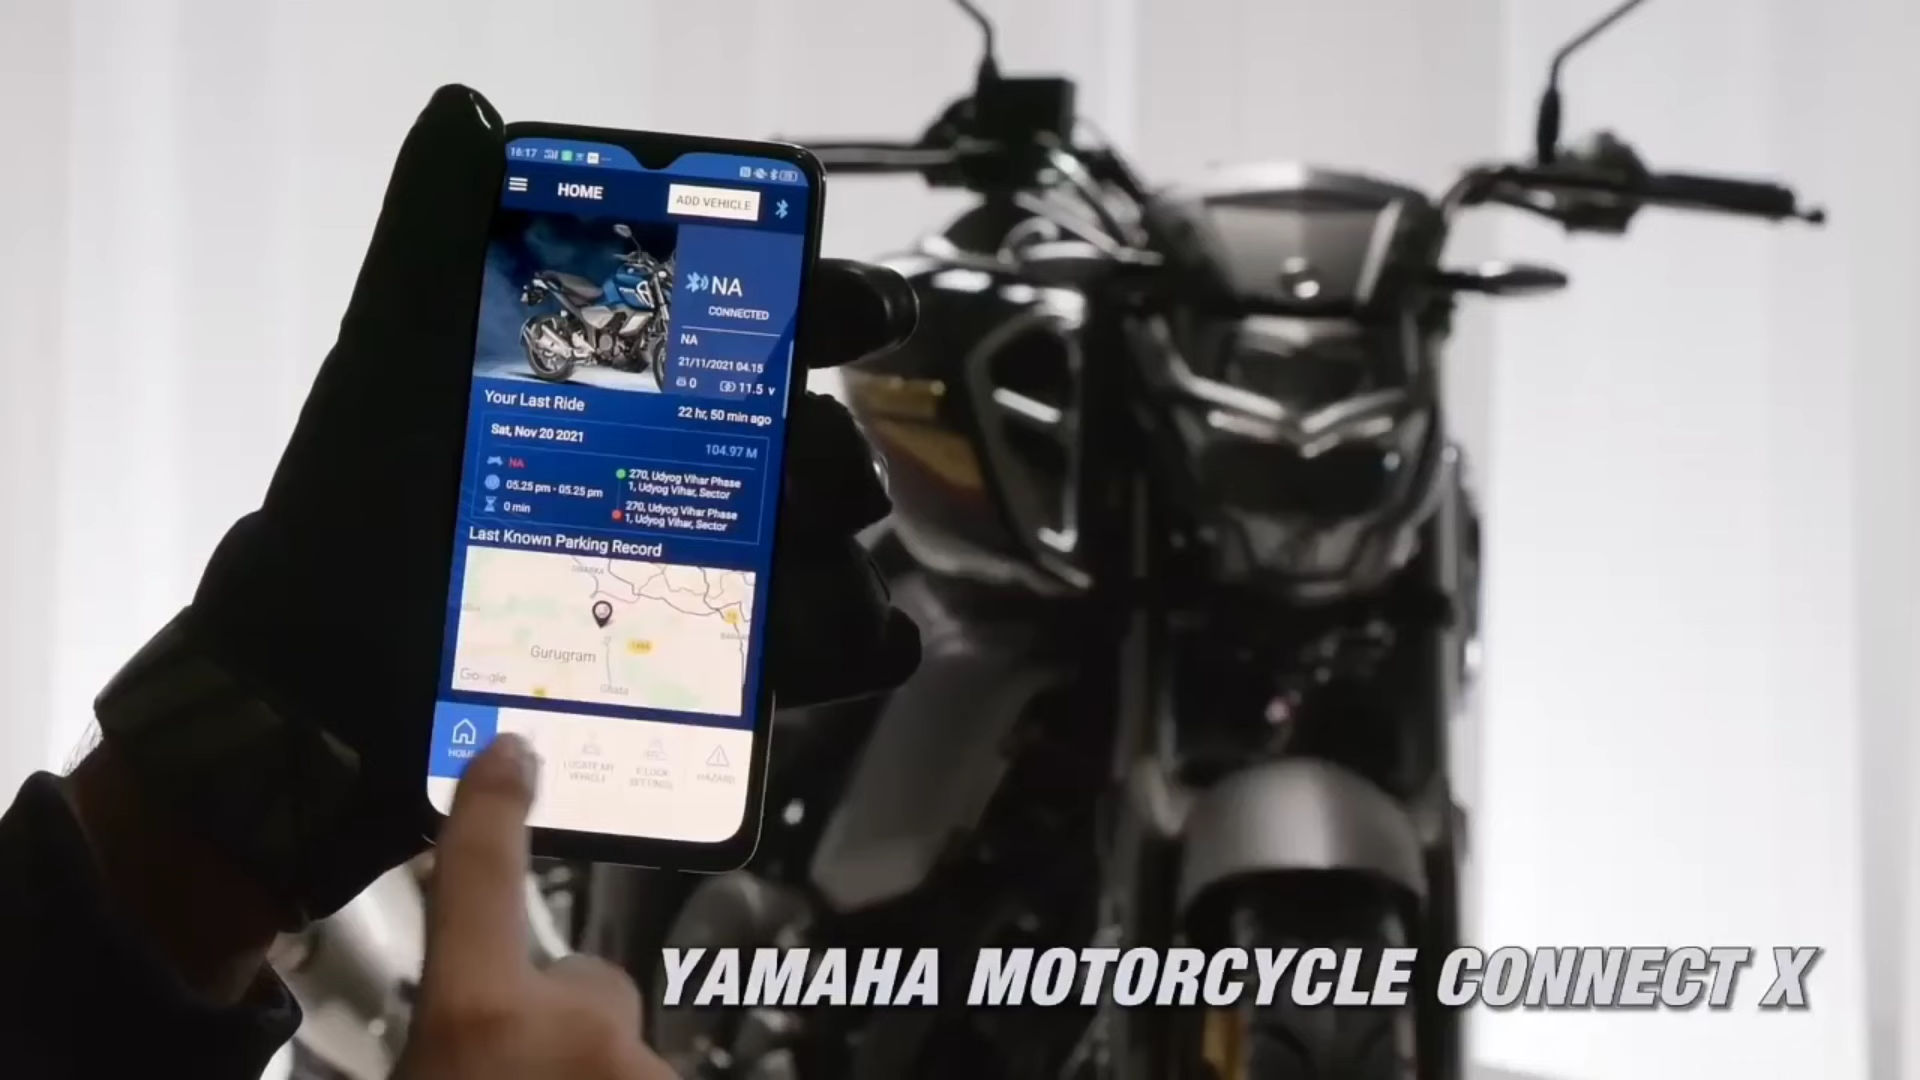 16:17
HOME
ADD VEHICLE
NA
CONNECTED
NA
21/11/2021 04.15
0 11.5 v
Your Last Ride
22 hr, 50 min ago
Sat, Nov 20 2021
104.97 M
NA
05.25 pm - 05.25 pm
0 min
270, Udyog Vihar Phase
1, Udyog Vihar, Sector
270, Udyog Vihar Phase
1, Udyog Vihar, Sector
Last Known Parking Record
Gurugram
Google
Ghata
HOME
LOCATE MY
VEHICLE
E LOCK
SETTINGS
HAZARD
YAMAHA MOTORCYCLE CONNECT X